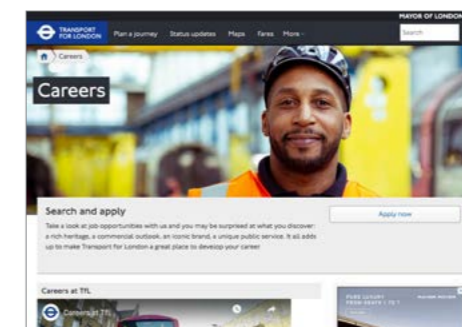 MAYOR OF LONDON
TRANSPORT
FOR LONDON
Plan a journey
Status updates
Maps
Fares
More
Search
Careers
Careers
Search and apply
Apply now
Take a look at job opportunities with us and you may be surprised at what you discover:
a rich heritage, a commercial outlook, an iconic brand, a unique public service. It all adds
up to make Transport for London a great place to develop your career
Careers at TfL
Careers at TfL
PURE LUXURY